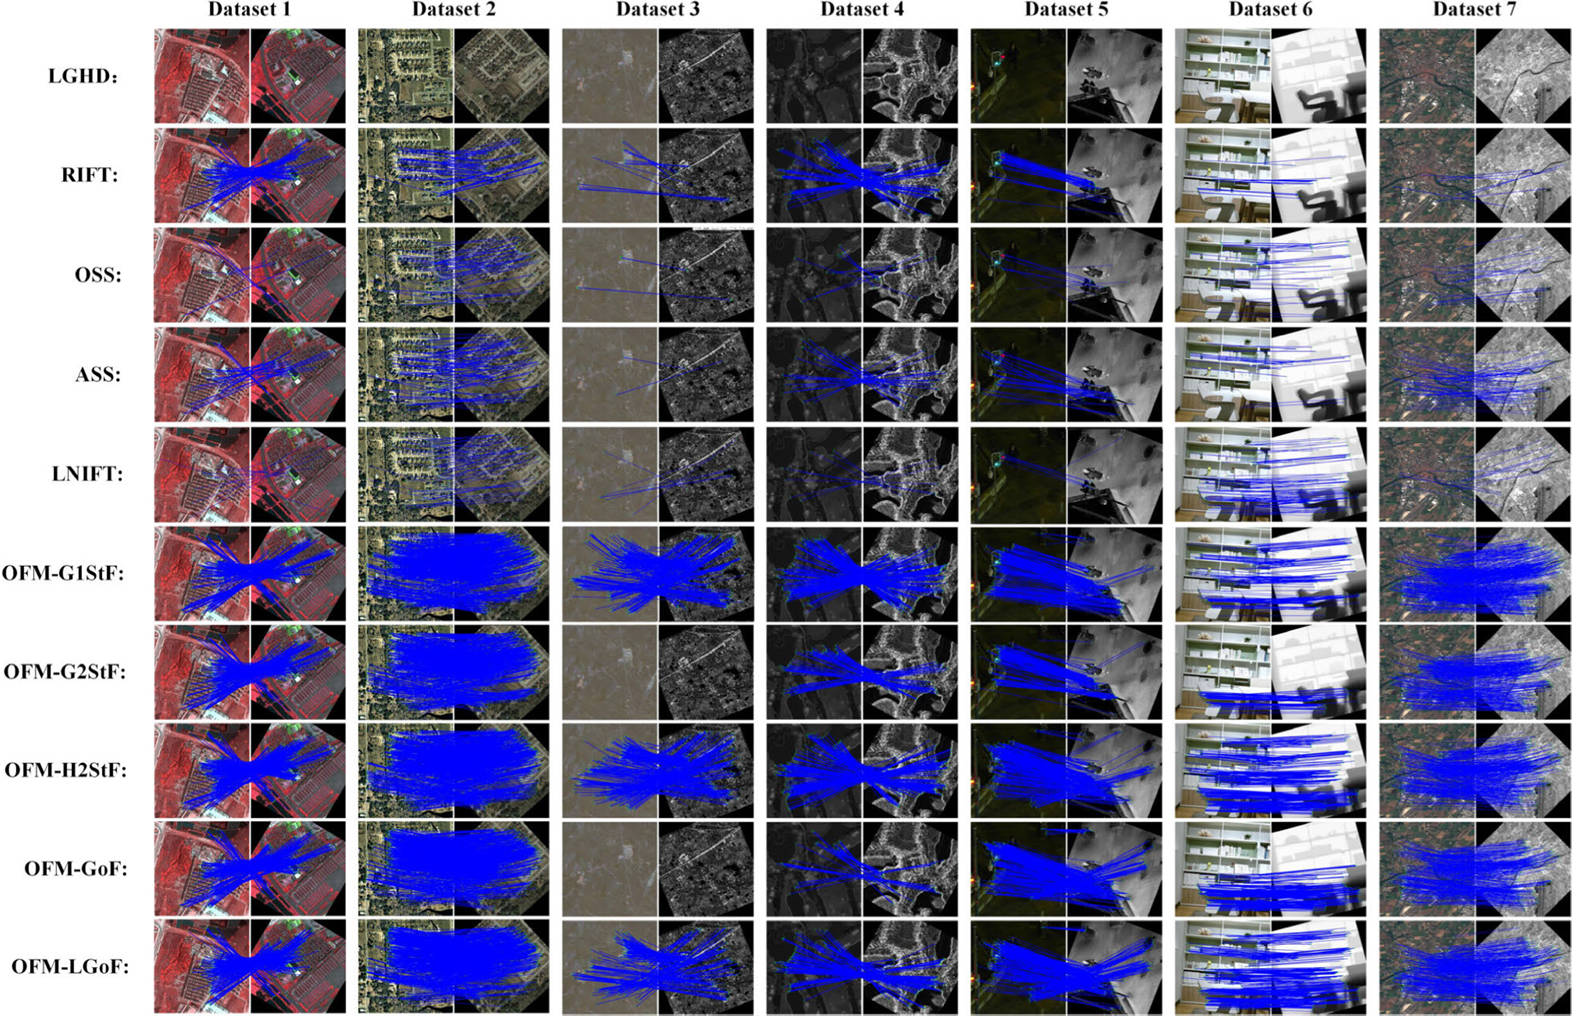 Dataset 1 Dataset 2 Dataset 3 Dataset 4 Dataset 5 Dataset 6 Dataset 7
LGHD:
RIFT:
OSS:
ASS:
LNIFT:
OFM-G1StF:
OFM-G2StF:
OFM-H2StF:
OFM-GoF:
OFM-LGoF: